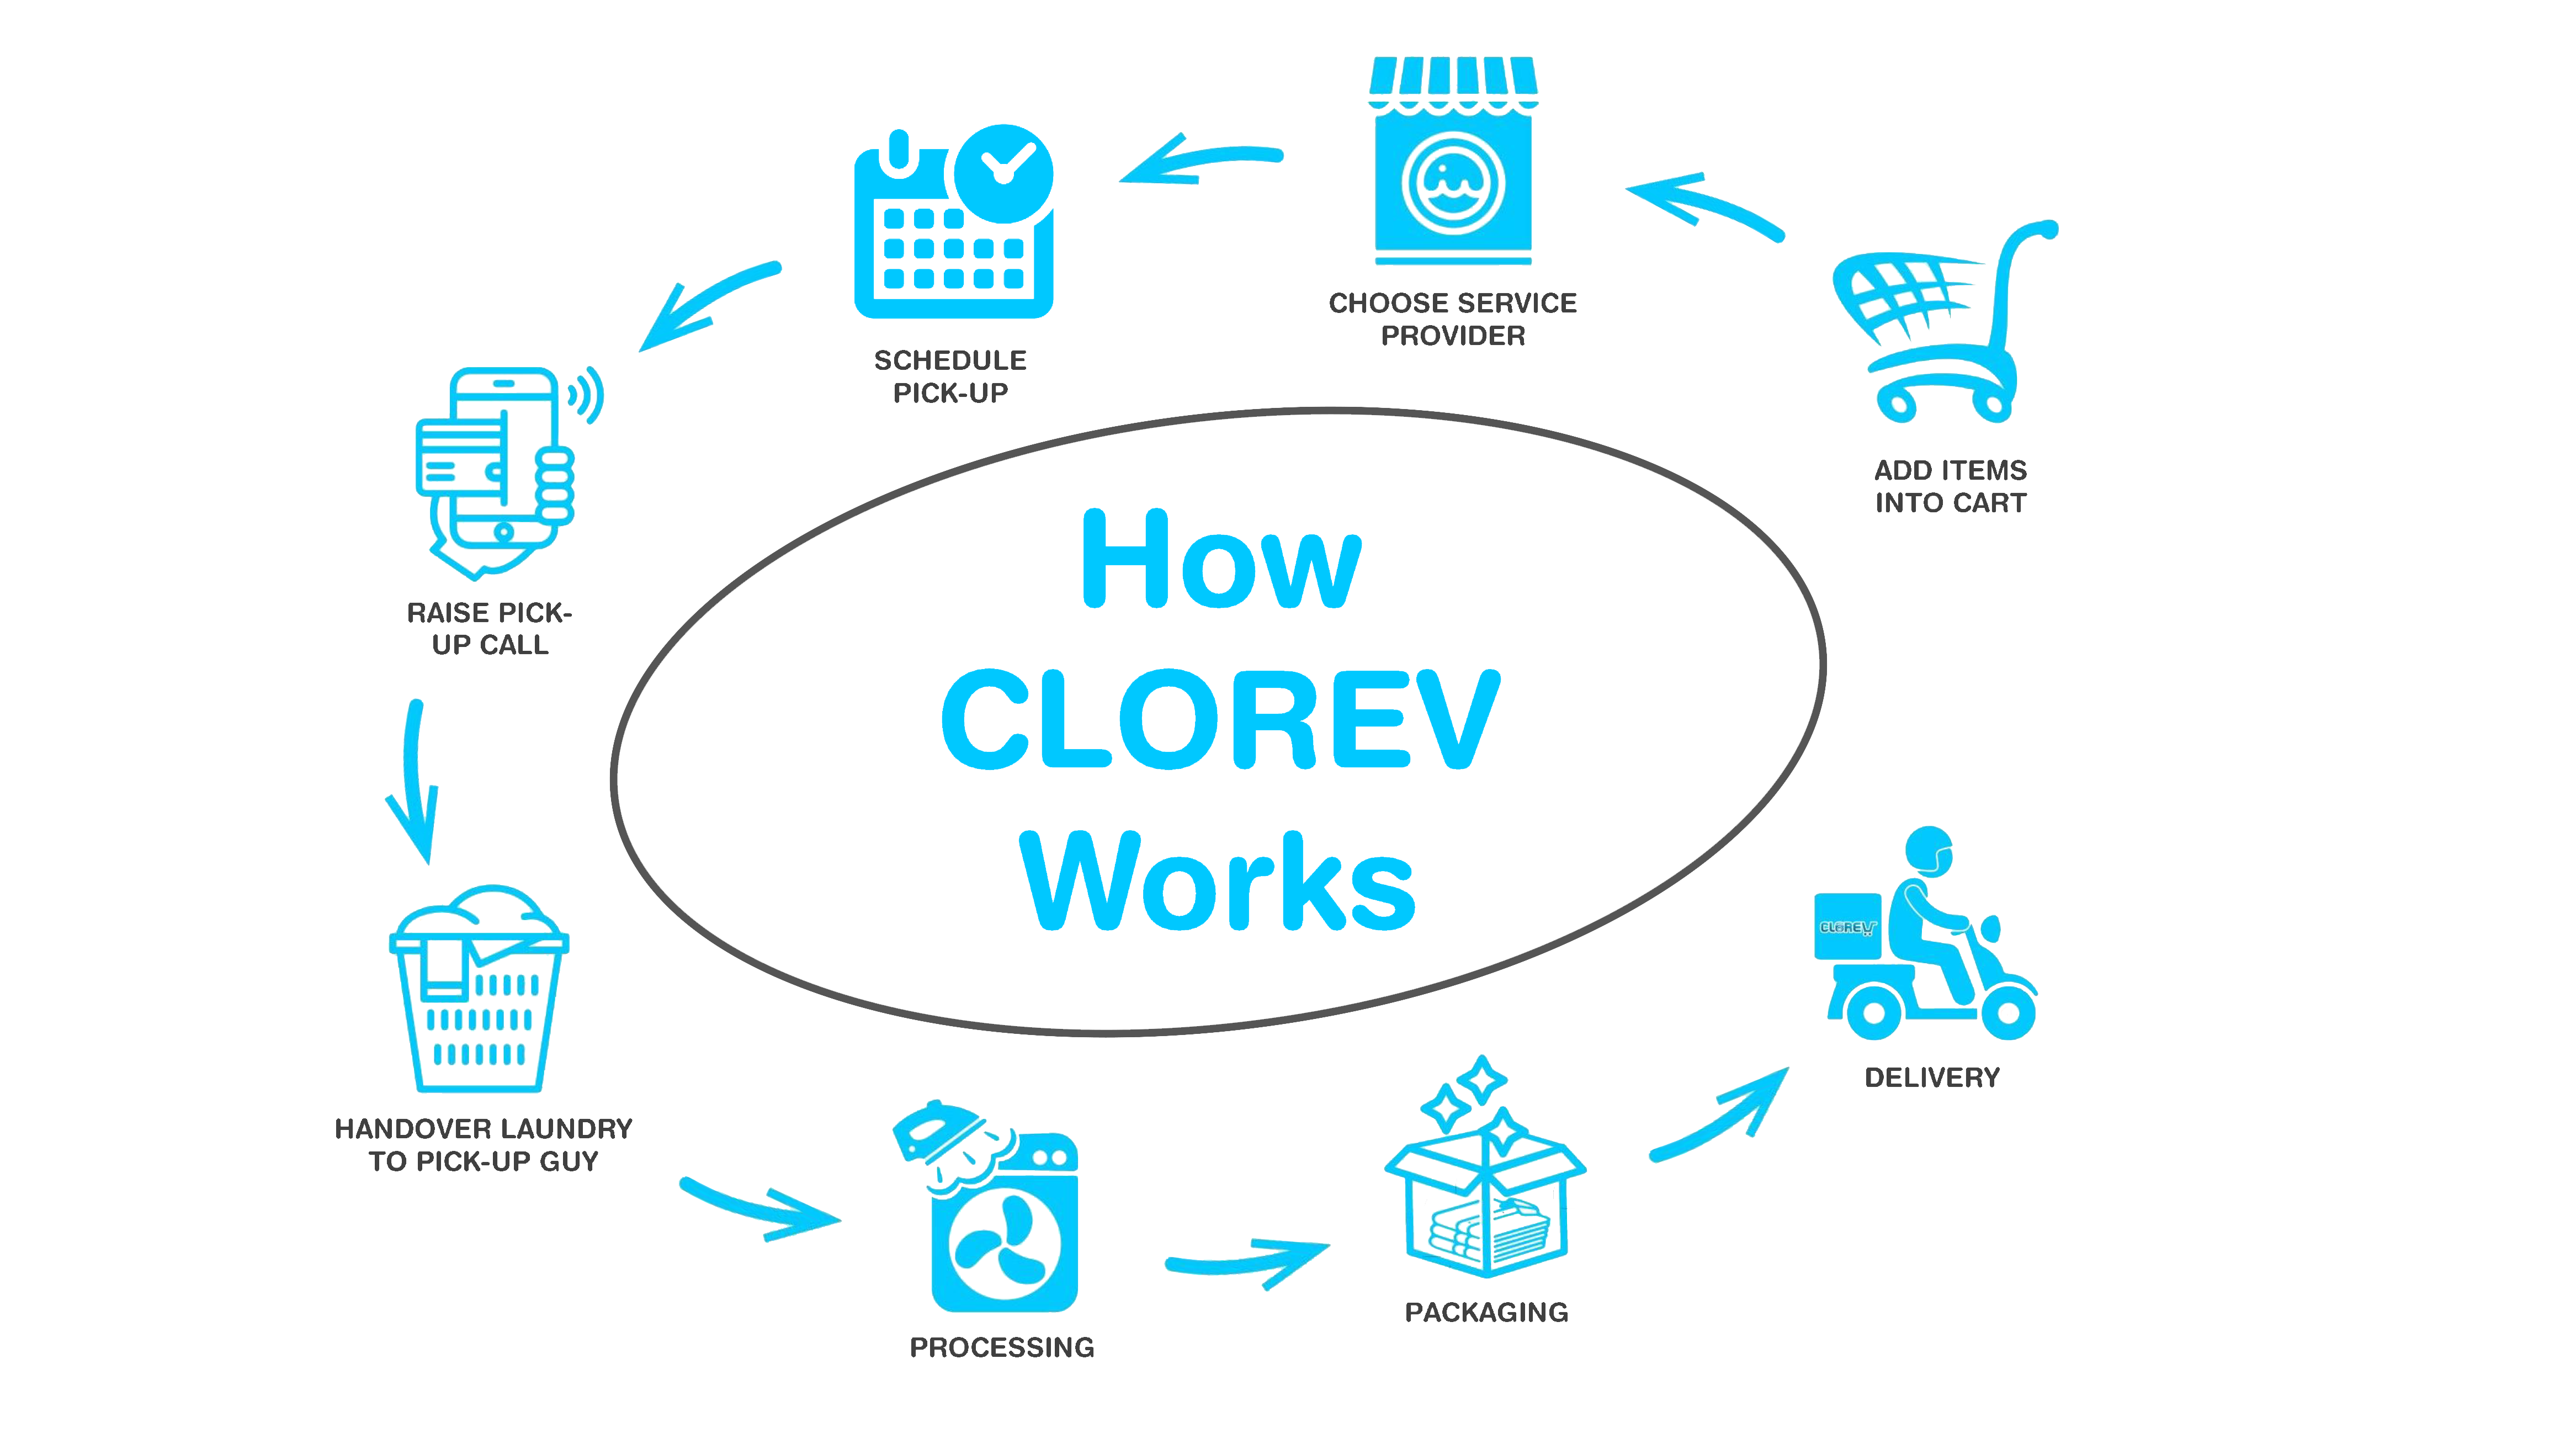 CHOOSE SERVICE
PROVIDER
SCHEDULE
PICK-UP
ADD ITEMS
INTO CART
RAISE PICK-
UP CALL
How
CLOREV
Works
CLOREV
DELIVERY
HANDOVER LAUNDRY
TO PICK-UP GUY
PACKAGING
PROCESSING